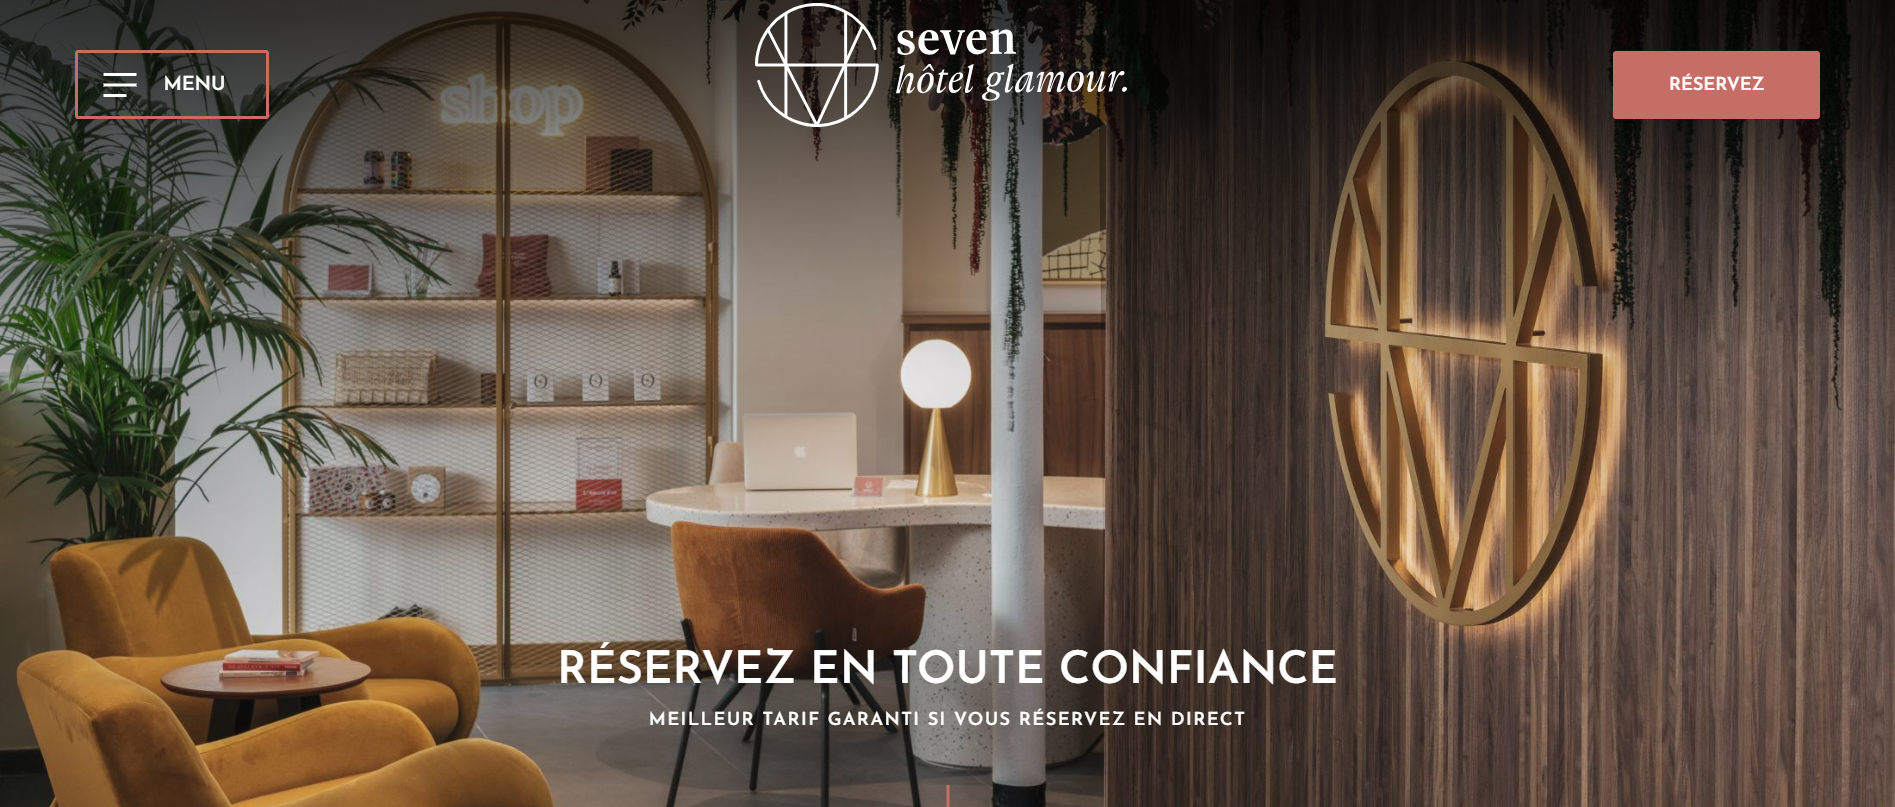 MENU
seven
hôtel glamour.
RÉSERVEZ
shop
RÉSERVEZ EN TOUTE CONFIANCE
MEILLEUR TARIF GARANTI SI VOUS RÉSERVEZ EN DIRECT